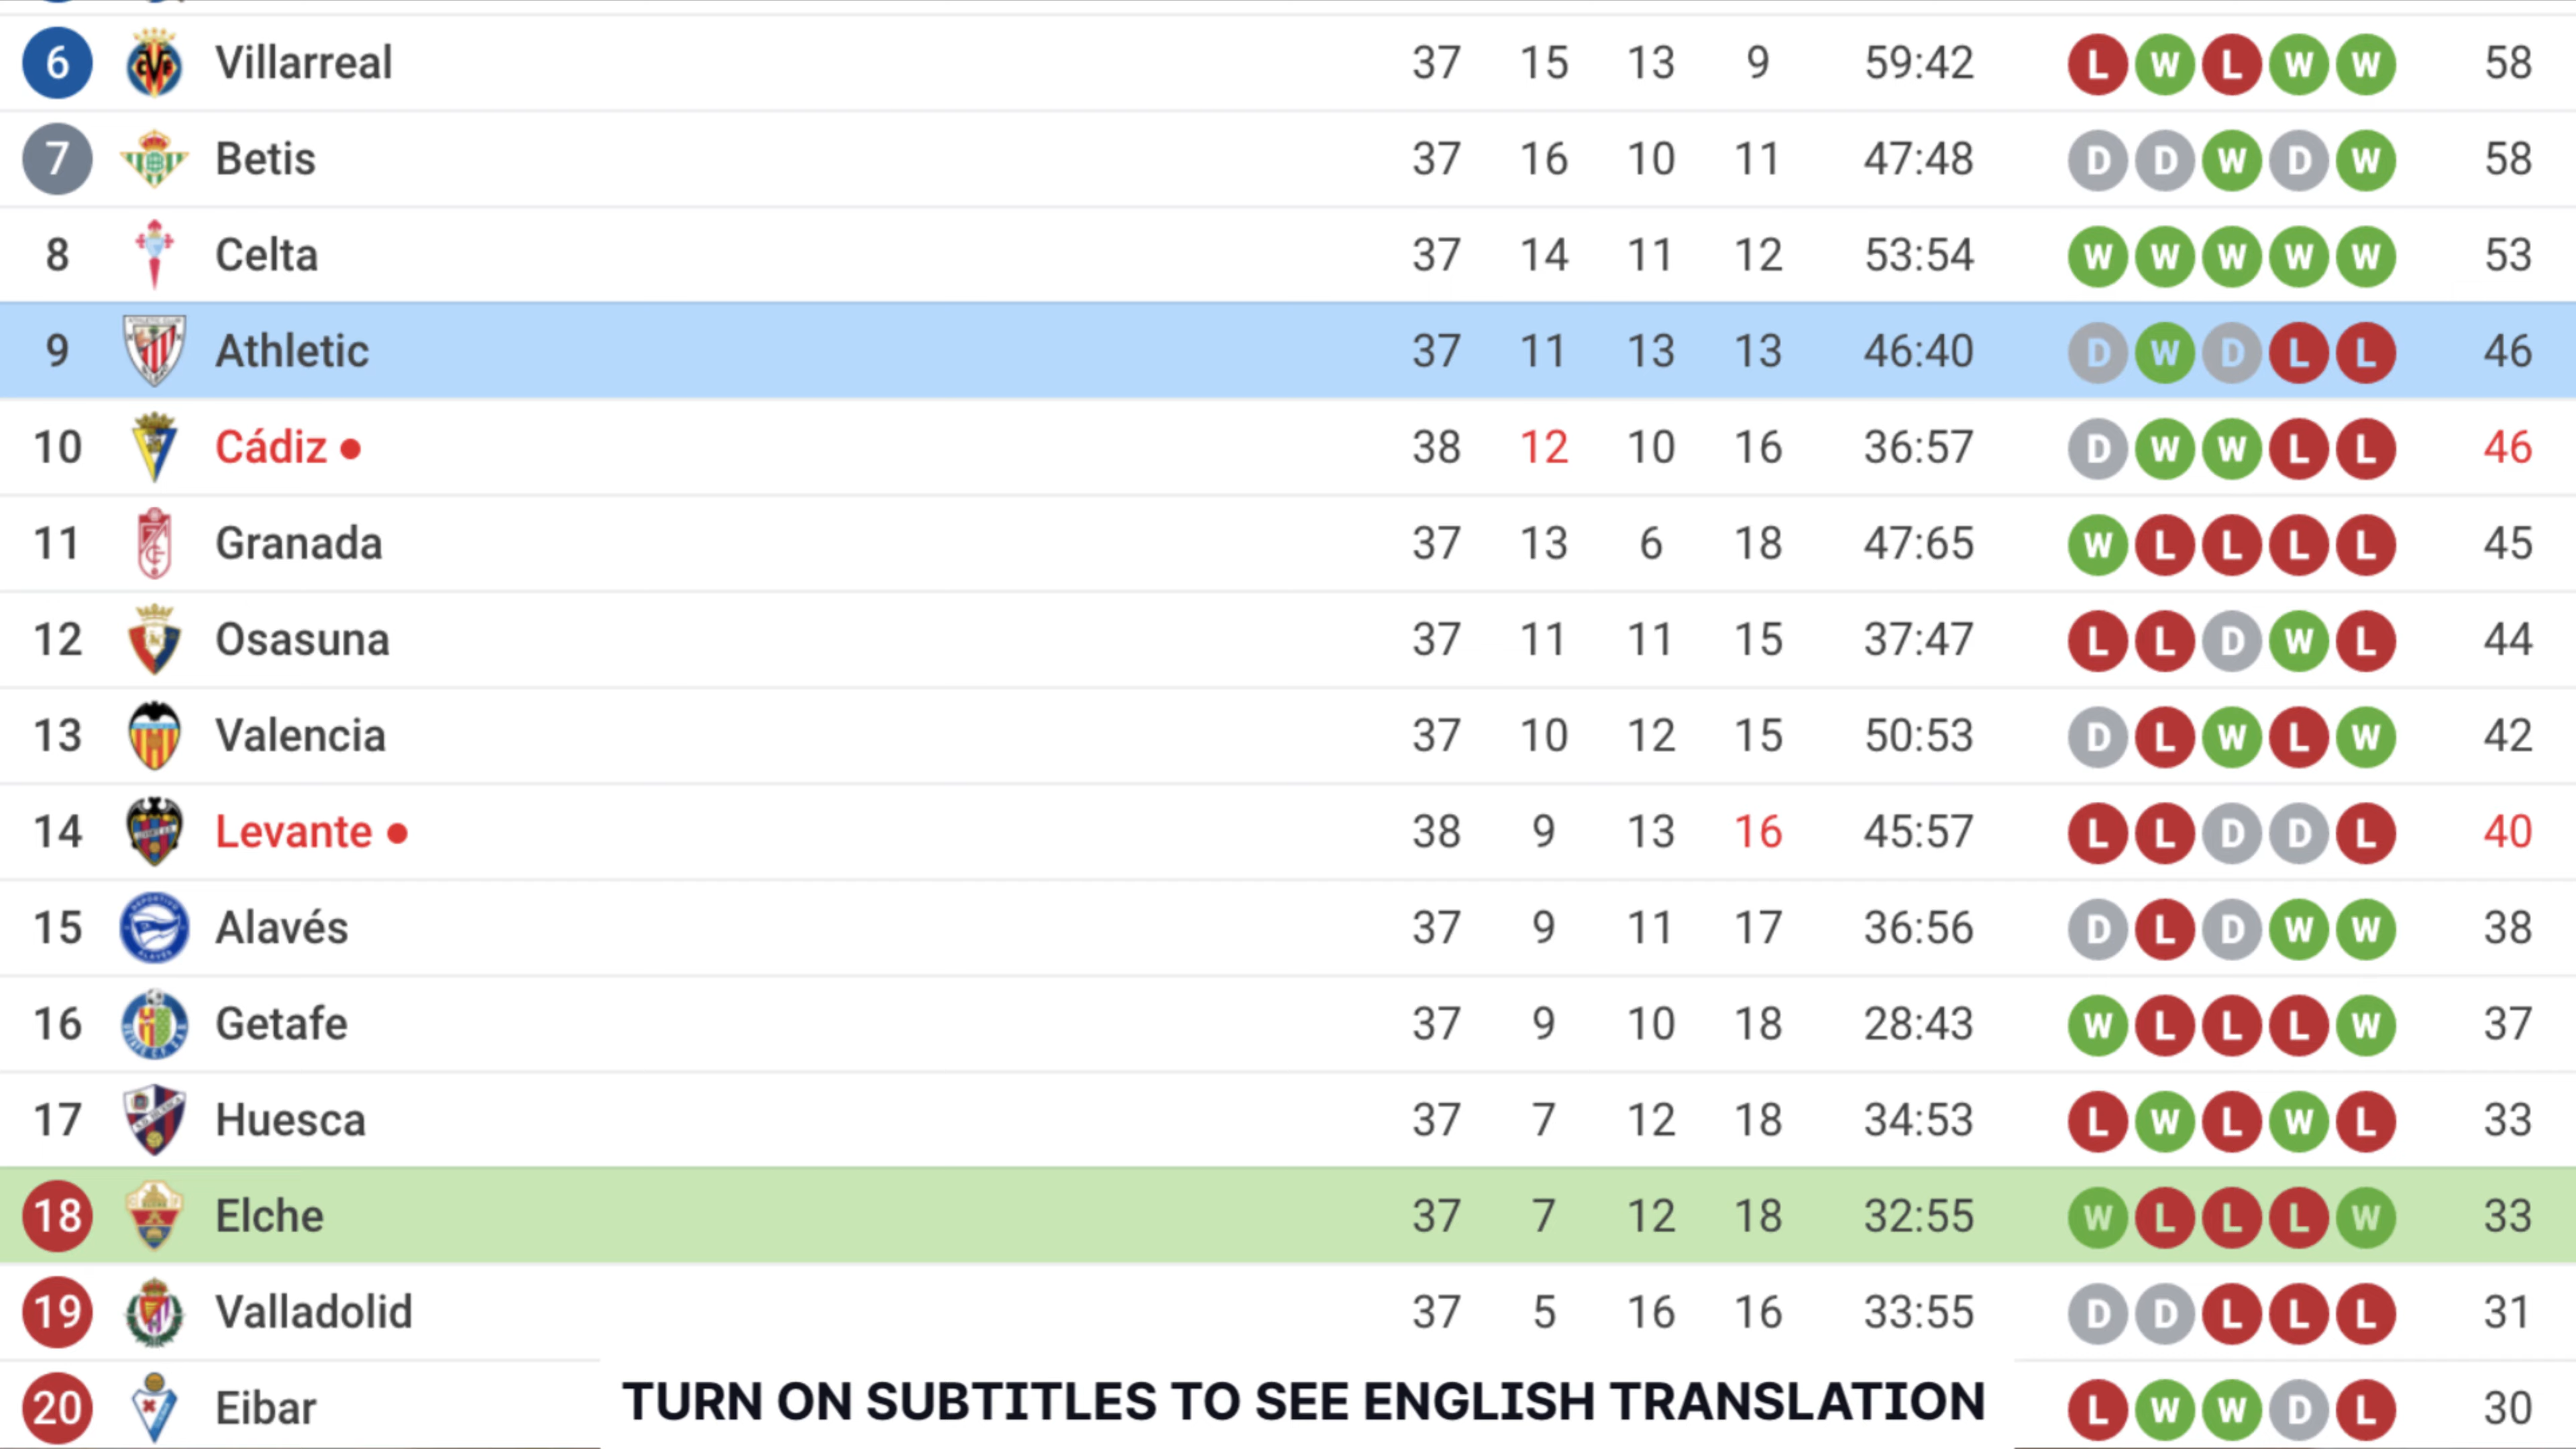 6 Villarreal 37 15 13 9 59:42 L W L W W 58
7 Betis 37 16 10 11 47:48 D D W D W 58
8 Celta 37 14 11 12 53:54 W W W W W 53
9 Athletic 37 11 13 13 46:40 D W D L L 46
10 Cádiz 38 12 10 16 36:57 D W W L L 46
11 Granada 37 13 6 18 47:65 W L L L L 45
12 Osasuna 37 11 11 15 37:47 L L D W L 44
13 Valencia 37 10 12 15 50:53 D L W L W 42
14 Levante 38 9 13 16 45:57 L L D D L 40
15 Alavés 37 9 11 17 36:56 D L D W W 38
16 Getafe 37 9 10 18 28:43 W L L L W 37
17 Huesca 37 7 12 18 34:53 L W L W L 33
18 Elche 37 7 12 18 32:55 W L L L W 33
19 Valladolid 37 5 16 16 33:55 D D L L L 31
20 Eibar TURN ON SUBTITLES TO SEE ENGLISH TRANSLATION L W W D L 30